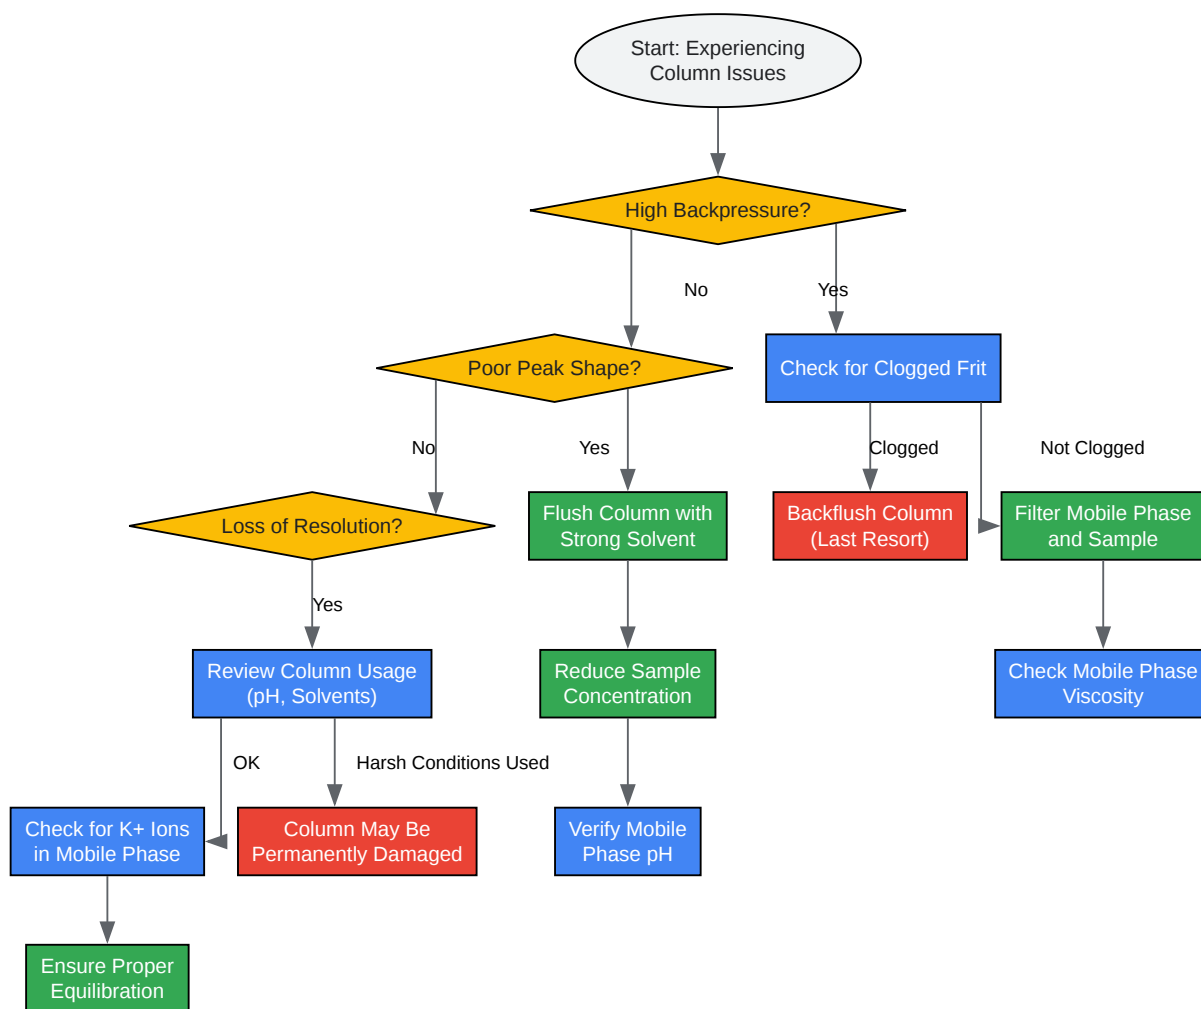 Start: Experiencing
Column Issues
High Backpressure?
No
Yes
Poor Peak Shape?
Check for Clogged Frit
No
Yes
Clogged
Not Clogged
Loss of Resolution?
Flush Column with
Strong Solvent
Backflush Column
(Last Resort)
Filter Mobile Phase
and Sample
Yes
Review Column Usage
(pH, Solvents)
Reduce Sample
Concentration
Check Mobile Phase
Viscosity
OK
Harsh Conditions Used
Check for K+ Ions
in Mobile Phase
Column May Be
Permanently Damaged
Verify Mobile
Phase pH
Ensure Proper
Equilibration